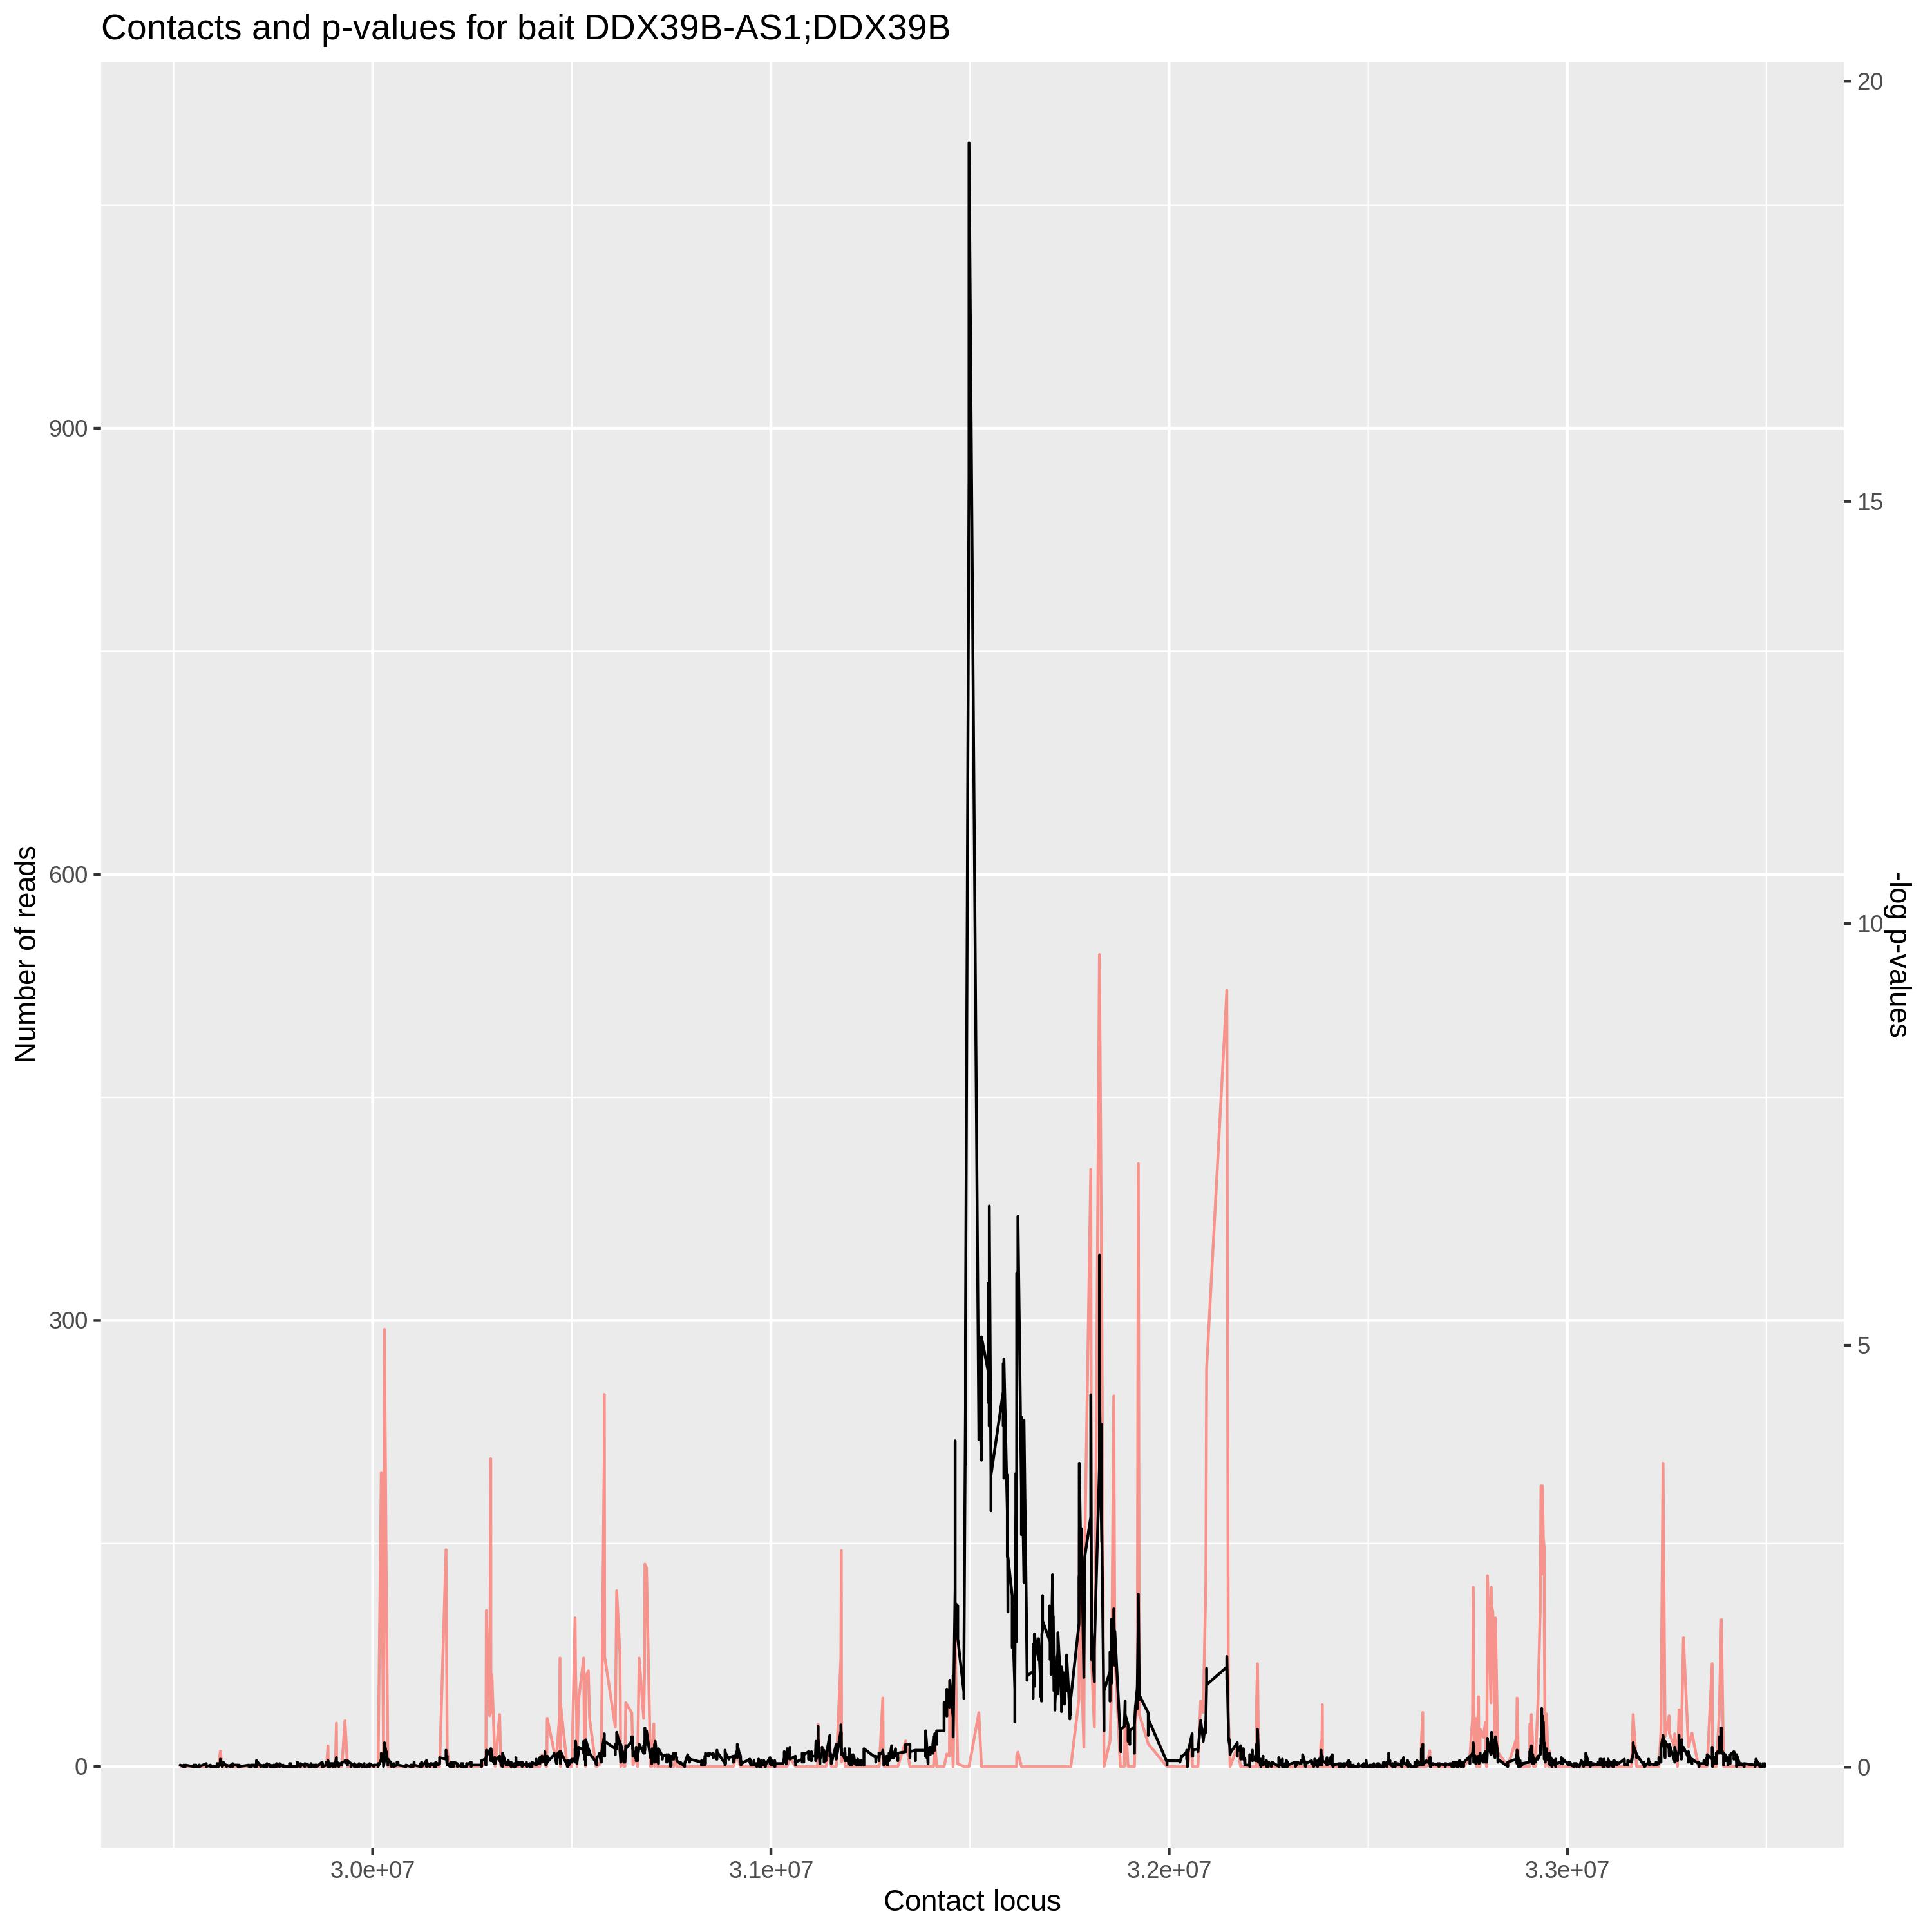 Contacts and p-values for bait DDX39B-AS1;DDX39B
Number of reads
900
600
300
0
20
15
10
5
0
-log p-values
3.0e+07
3.1e+07
3.2e+07
3.3e+07
Contact locus